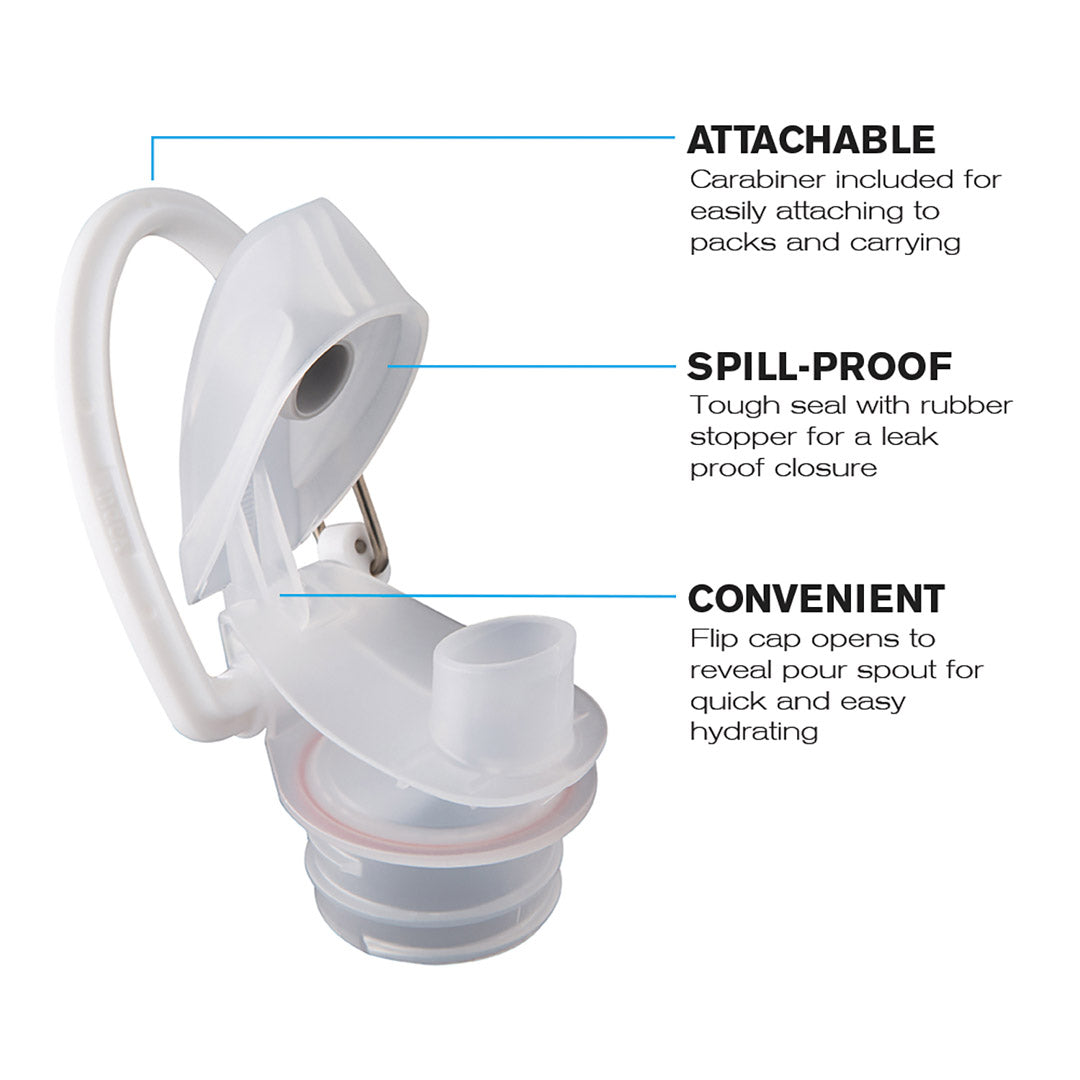 ATTACHABLE
Carabiner included for
easily attaching to
packs and carrying
SPILL-PROOF
Tough seal with rubber
stopper for a leak
proof closure
CONVENIENT
Flip cap opens to
reveal pour spout for
quick and easy
hydrating